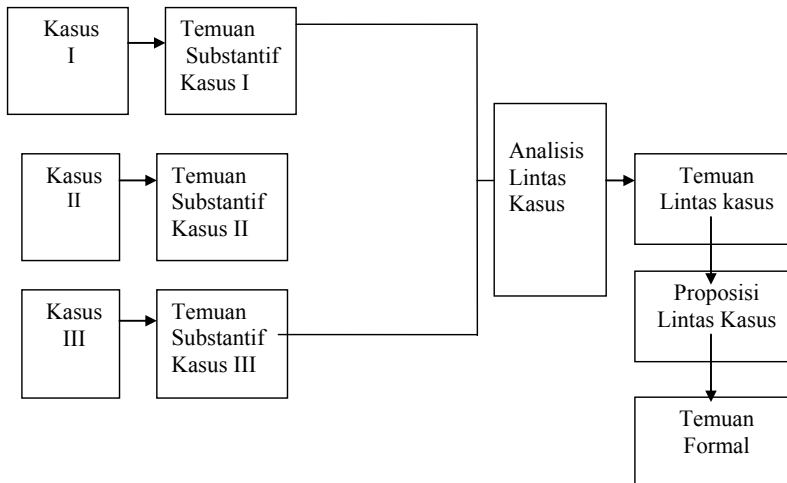 Kasus
I
Temuan
Substantif
Kasus I
Kasus
II
Temuan
Substantif
Kasus II
Kasus
III
Temuan
Substantif
Kasus III
Analisis
Lintas
Kasus
Temuan
Lintas kasus
Proposisi
Lintas Kasus
Temuan
Formal